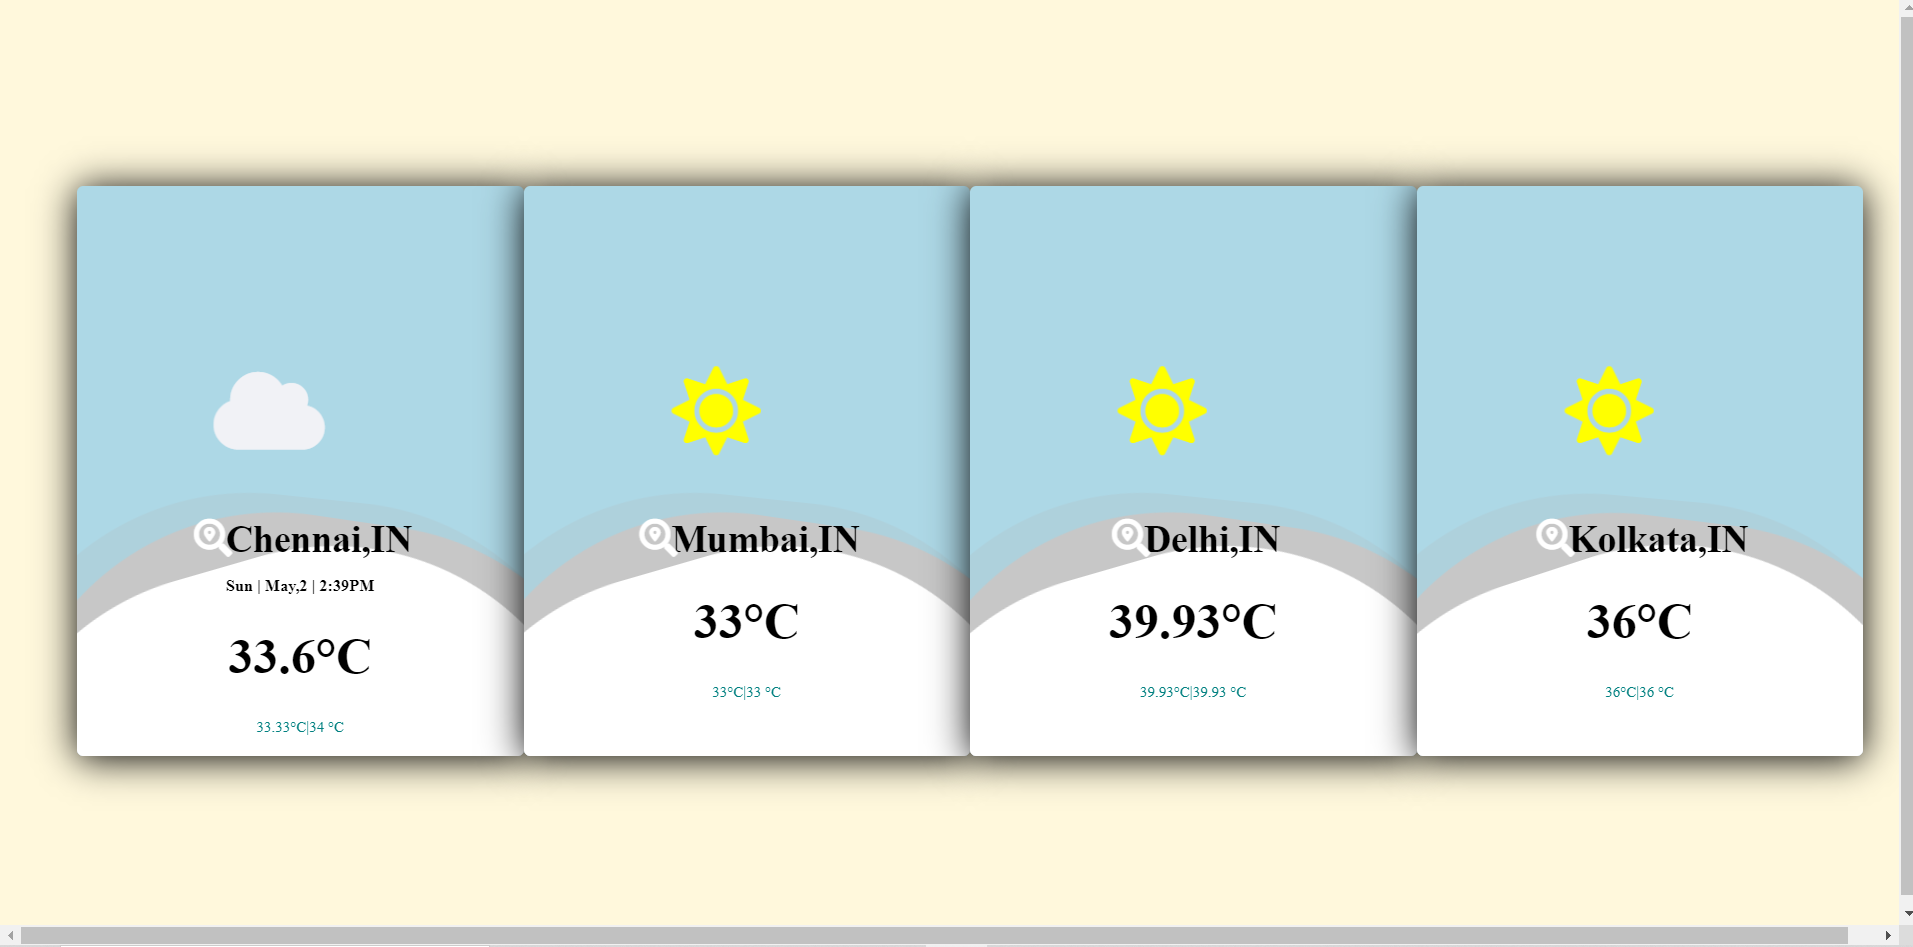 Chennai,IN
Sun | May,2 | 2:39PM
33.6°C
33.33°C|34 °C
Mumbai,IN
33°C
33°C|33 °C
Delhi,IN
39.93°C
39.93°C|39.93 °C
Kolkata,IN
36°C
36°C|36 °C